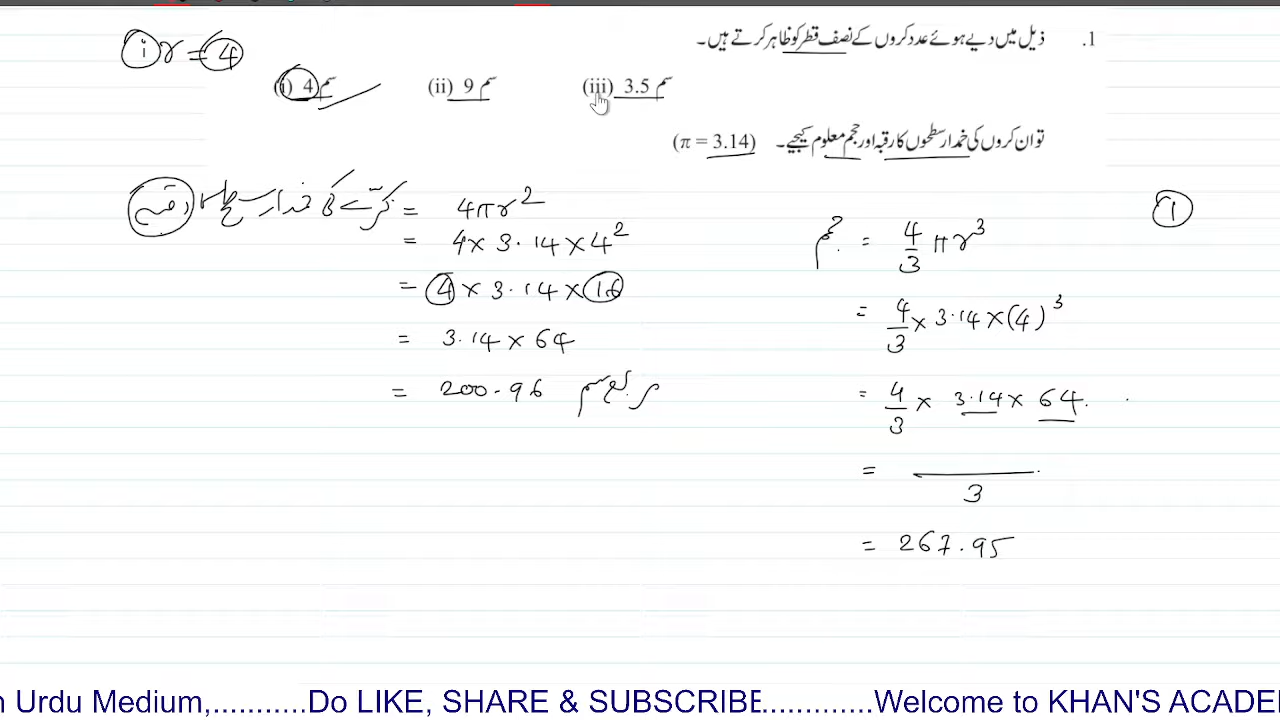 1. ذیل میں دیے ہوئے عدد کروں کے نصف قطر کو ظاہر کرتے ہیں۔
(i) 4 سم (ii) 9 سم (iii) 3.5 سم
تو ان کروں کی خمدار سطحوں کا رقبہ اور حجم معلوم کیجیے۔ (π = 3.14)
i r = 4
1
کرّے کی خمدار سطح کا رقبہ = 4πr²
= 4 × 3.14 × 4²
= 4 × 3.14 × 16
= 3.14 × 64
= 200.96 مربع سم
حجم = 4/3 πr³
= 4/3 × 3.14 × (4)³
= 4/3 × 3.14 × 64
= ——— 3
= 267.95
n Urdu Medium,...........Do LIKE, SHARE & SUBSCRIBE.............Welcome to KHAN'S ACADE